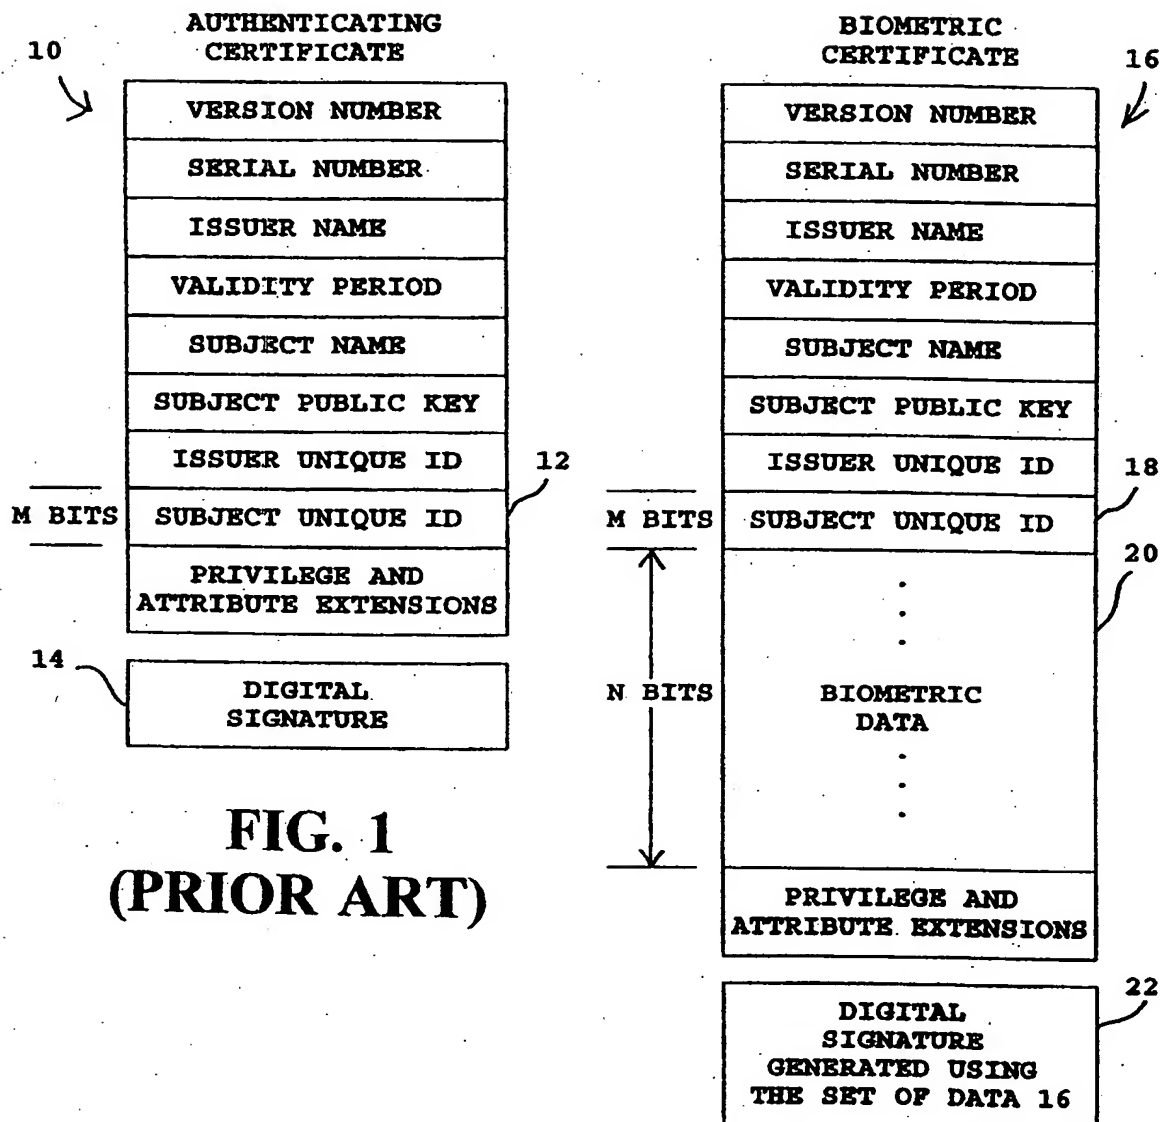 AUTHENTICATING
CERTIFICATE
10
VERSION NUMBER
SERIAL NUMBER
ISSUER NAME
VALIDITY PERIOD
SUBJECT NAME
SUBJECT PUBLIC KEY
ISSUER UNIQUE ID
12
M BITS
SUBJECT UNIQUE ID
PRIVILEGE AND
ATTRIBUTE EXTENSIONS
14
DIGITAL
SIGNATURE
FIG. 1
(PRIOR ART)
BIOMETRIC
CERTIFICATE
16
VERSION NUMBER
SERIAL NUMBER
ISSUER NAME
VALIDITY PERIOD
SUBJECT NAME
SUBJECT PUBLIC KEY
ISSUER UNIQUE ID
18
M BITS
SUBJECT UNIQUE ID
20
N BITS
BIOMETRIC
DATA
PRIVILEGE AND
ATTRIBUTE EXTENSIONS
22
DIGITAL
SIGNATURE
GENERATED USING
THE SET OF DATA 16